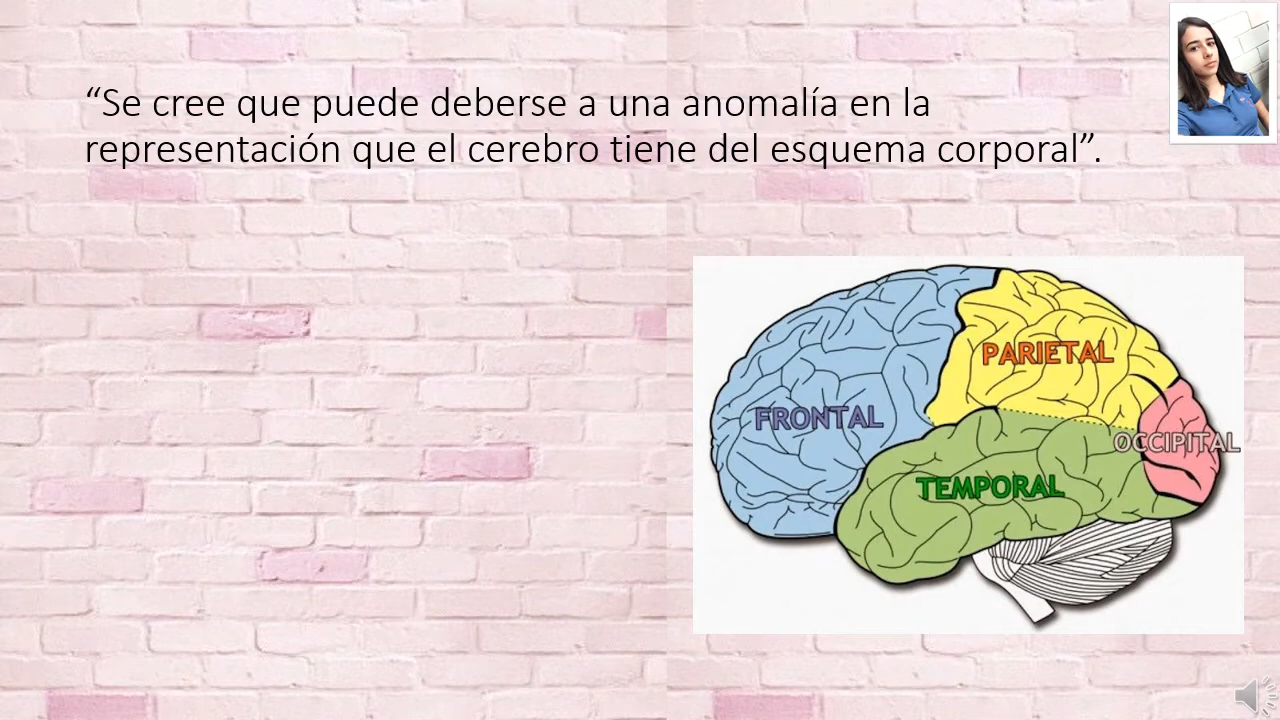 “Se cree que puede deberse a una anomalía en la
representación que el cerebro tiene del esquema corporal”.
PARIETAL
FRONTAL
OCCIPITAL
TEMPORAL